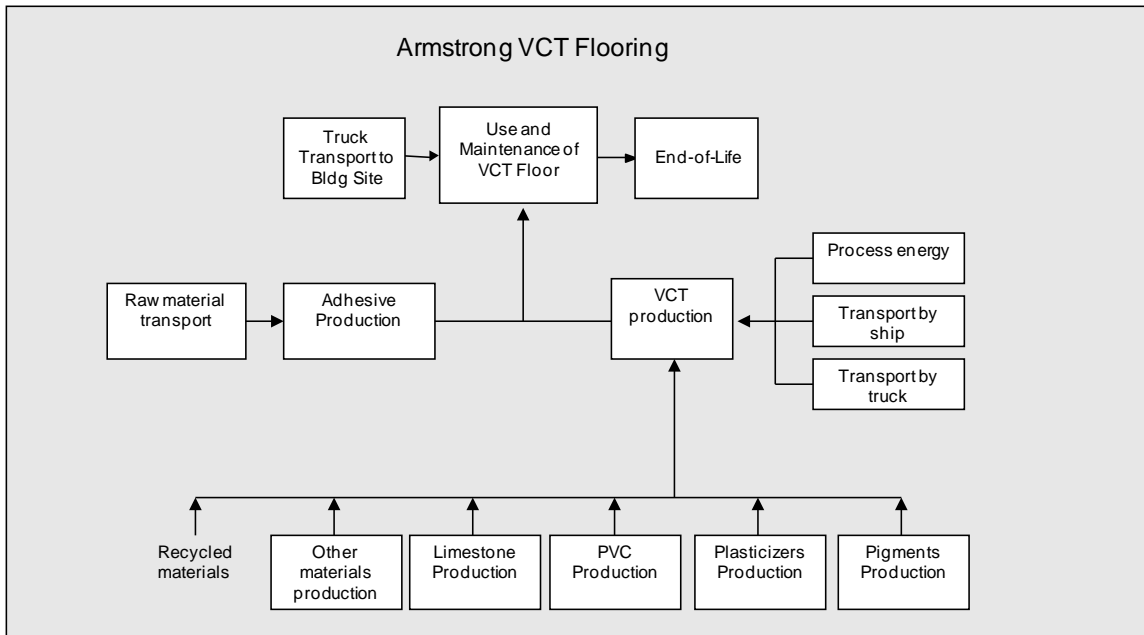 Armstrong VCT Flooring
Truck
Transport to
Bldg Site
Use and
Maintenance of
VCT Floor
End-of-Life
Raw material
transport
Adhesive
Production
VCT
production
Process energy
Transport by
ship
Transport by
truck
Recycled
materials
Other
materials
production
Limestone
Production
PVC
Production
Plasticizers
Production
Pigments
Production